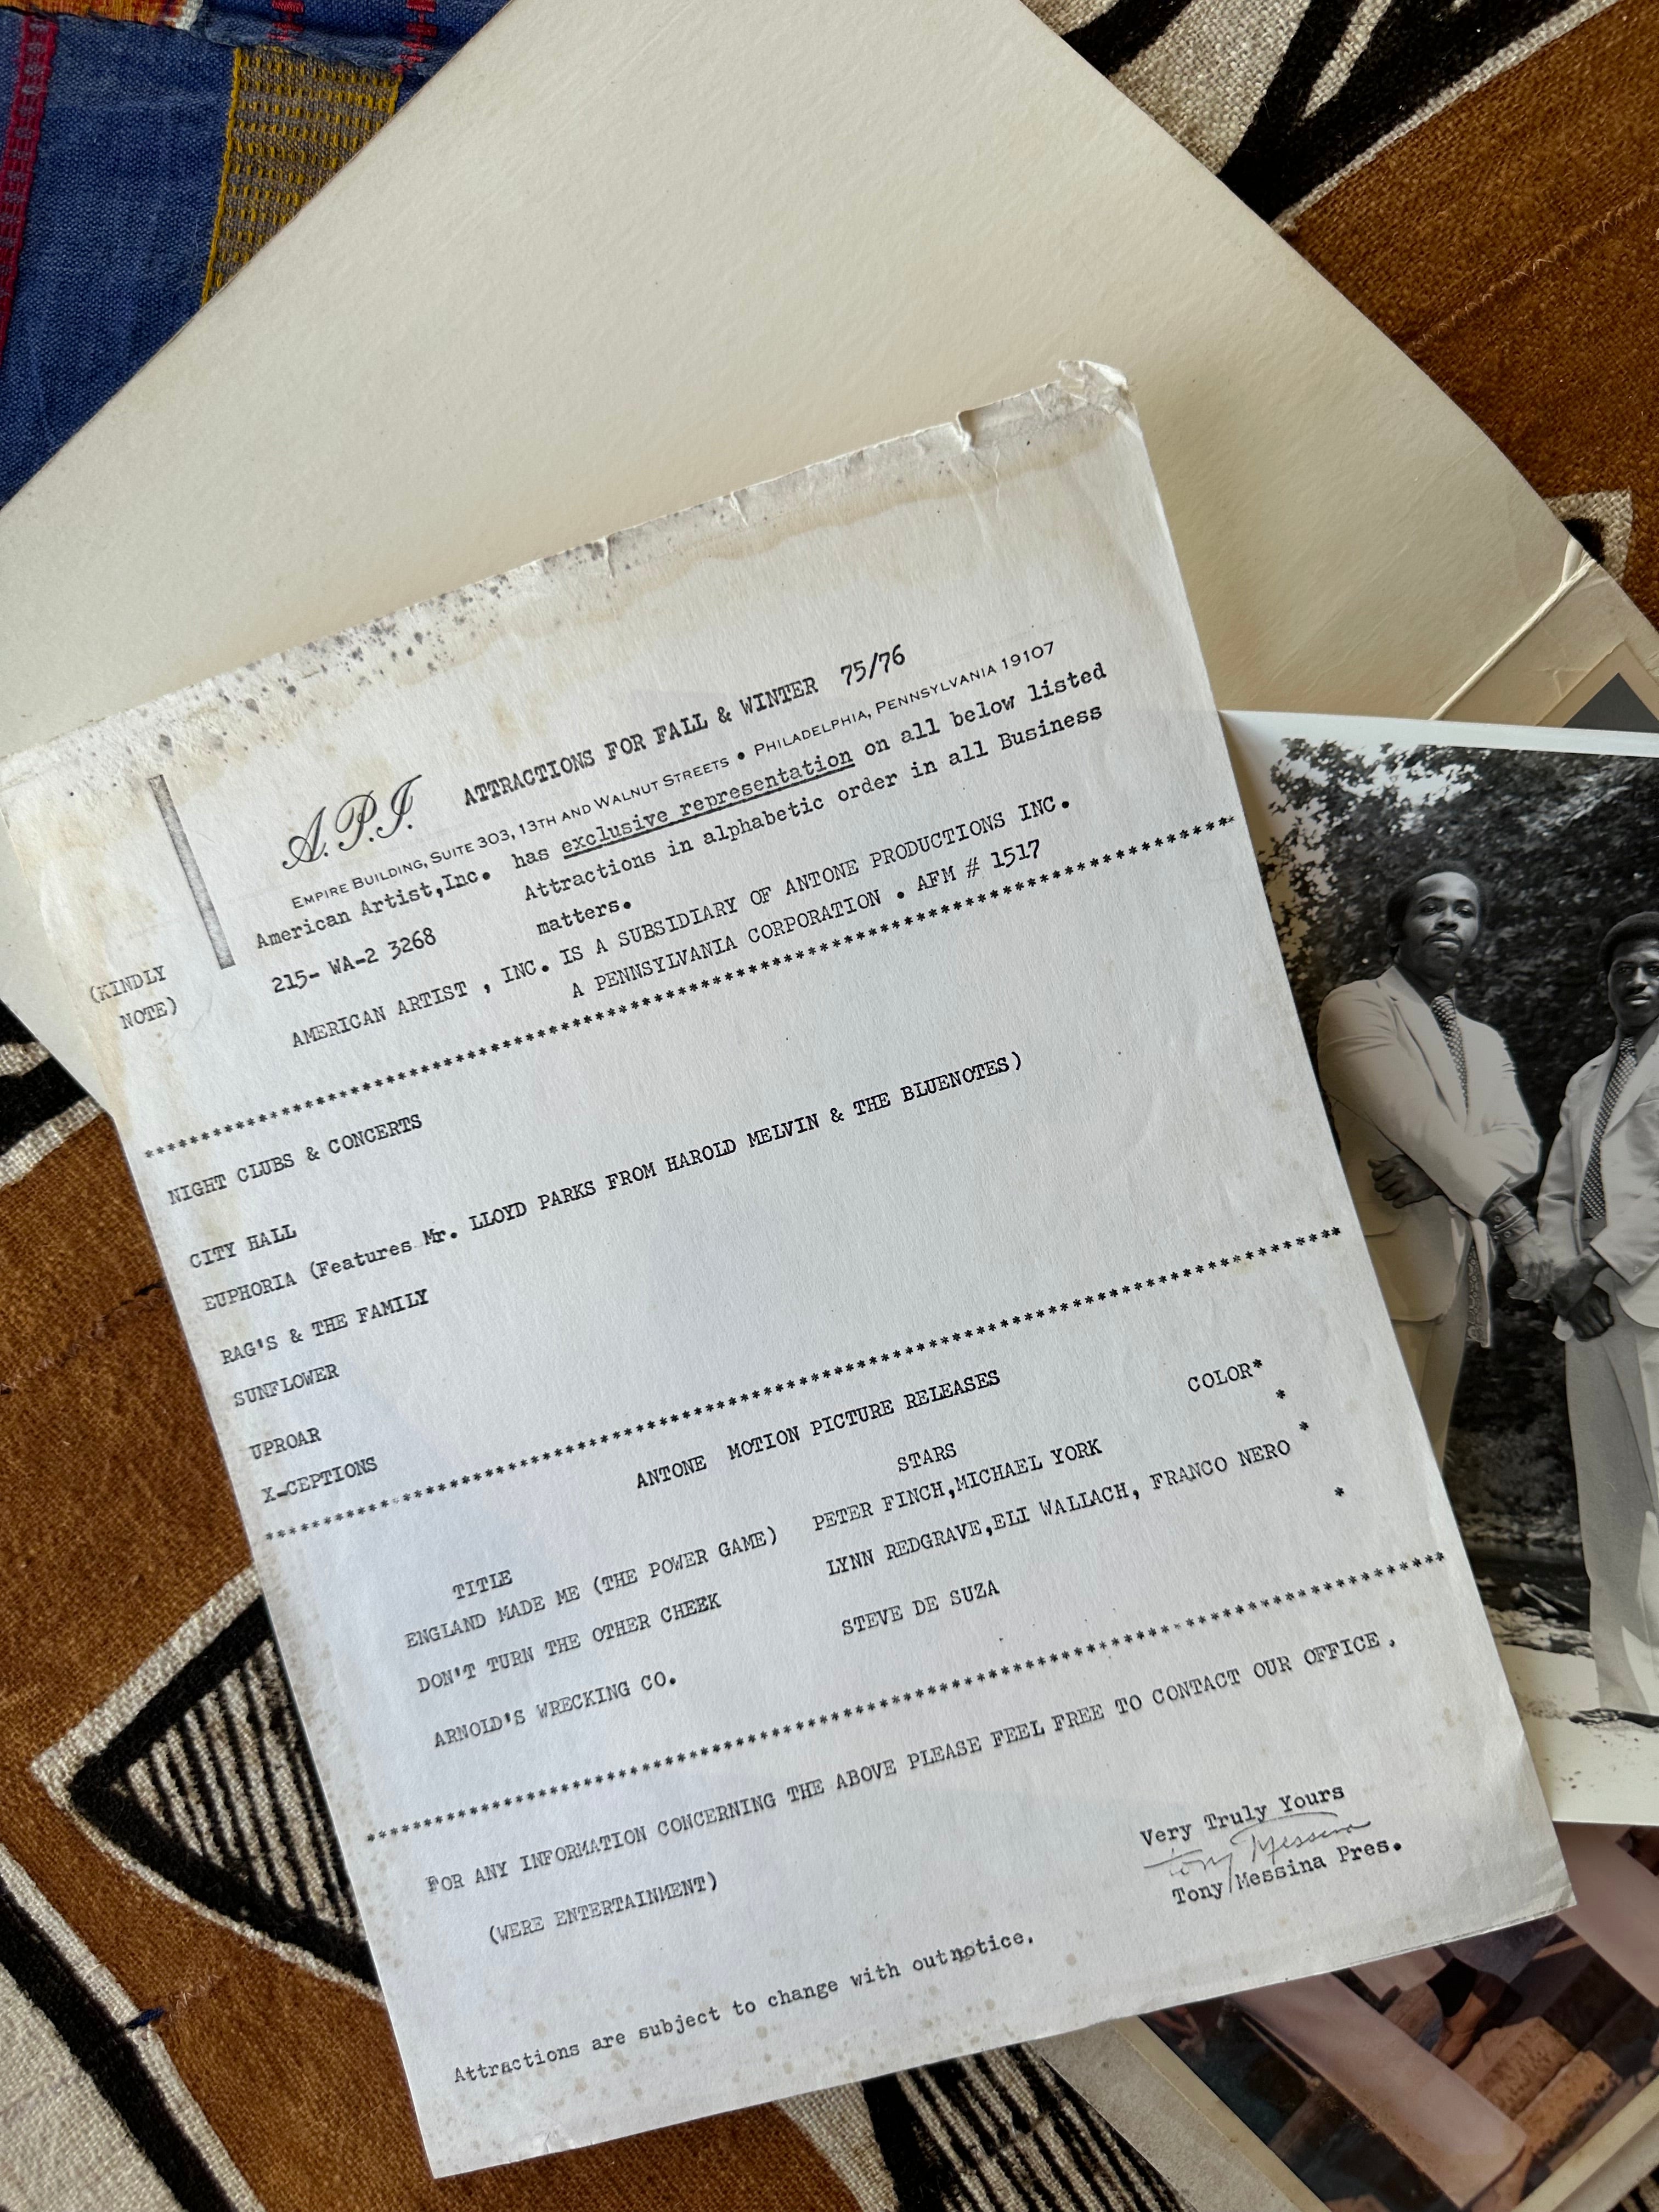 ATTRACTIONS FOR FALL & WINTER 75/76
A.P.I.
EMPIRE BUILDING, SUITE 303, 13TH AND WALNUT STREETS • PHILADELPHIA, PENNSYLVANIA 19107
American Artist,Inc. has exclusive representation on all below listed
Attractions in alphabetic order in all Business
215- WA-2 3268 matters.
(KINDLY
NOTE)
AMERICAN ARTIST , INC. IS A SUBSIDIARY OF ANTONE PRODUCTIONS INC.
A PENNSYLVANIA CORPORATION . AFM # 1517
NIGHT CLUBS & CONCERTS
CITY HALL
EUPHORIA (Features Mr. LLOYD PARKS FROM HAROLD MELVIN & THE BLUENOTES)
RAG'S & THE FAMILY
SUNFLOWER
UPROAR
X-CEPTIONS
ANTONE MOTION PICTURE RELEASES
TITLE STARS COLOR*
ENGLAND MADE ME (THE POWER GAME) PETER FINCH,MICHAEL YORK *
DON'T TURN THE OTHER CHEEK LYNN REDGRAVE,ELI WALLACH, FRANCO NERO *
ARNOLD'S WRECKING CO. STEVE DE SUZA *
FOR ANY INFORMATION CONCERNING THE ABOVE PLEASE FEEL FREE TO CONTACT OUR OFFICE.
(WERE ENTERTAINMENT)
Very Truly Yours
Tony Messina
Tony Messina Pres.
Attractions are subject to change with outnotice.